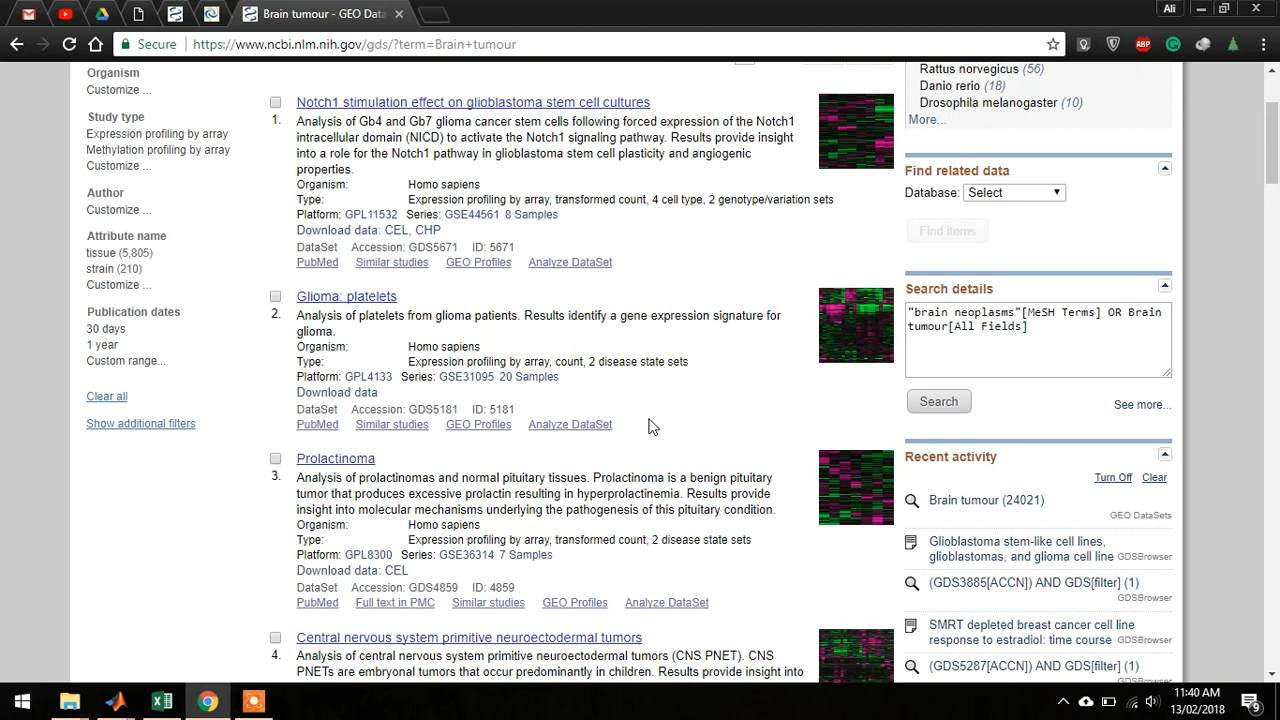 Brain tumour - GEO Data
Ali
Secure
https://www.ncbi.nlm.nih.gov/gds/?term=Brain+tumour
ABP
Organism
Customize ...
Study type
Expression profiling by array
Methylation profiling by array
Customize ...
Author
Customize ...
Attribute name
tissue (5,805)
strain (210)
Customize ...
Publication dates
30 days
1 year
Custom range...
Clear all
Show additional filters
Notch1 stimulation effect on glioblastoma stem cell cultures
1.
Analysis of Gb4 and Gb7 glioma cancer stem cells following forced expression of the Notch1
intracellular domain (NICD) to activate the Notch1 signaling pathway. Results provide insight
into a role for the Notch1 pathway in glioblastoma stem cell plasticity and angiogenic
properties.
Organism: Homo sapiens
Type: Expression profiling by array, transformed count, 4 cell type, 2 genotype/variation sets
Platform: GPL11532 Series: GSE44561 8 Samples
Download data: CEL, CHP
DataSet Accession: GDS5671 ID: 5671
PubMed Similar studies GEO Profiles Analyze DataSet
Glioma: platelets
2.
Analysis of platelets from glioma patients. Results identify a gene expression signature for
glioma.
Organism: Homo sapiens
Type: Expression profiling by array, count, 2 disease state sets
Platform: GPL4133 Series: GSE31095 20 Samples
Download data
DataSet Accession: GDS5181 ID: 5181
PubMed Similar studies GEO Profiles Analyze DataSet
Prolactinoma
3.
Analysis of prolactinomas and normal pituitary tissues. Prolactinoma is a benign pituitary
tumor that produces excessive prolactin resulting in hyperprolactinemia. Results provide
insight into molecular mechanisms underlying the pathogenesis of this pituitary condition.
Organism: Homo sapiens
Type: Expression profiling by array, transformed count, 2 disease state sets
Platform: GPL8300 Series: GSE36314 7 Samples
Download data: CEL
DataSet Accession: GDS4859 ID: 4859
PubMed Full text in PMC Similar studies GEO Profiles Analyze DataSet
Central nervous system primitive neuroectodermal tumors
4.
Analysis of central nervous system primitive neuroectodermal tumors (CNS PNET). CNS
PNETs are embryonal tumors that occur predominantly in children. Results provide insight into
Rattus norvegicus (56)
Danio rerio (18)
Drosophila melanogaster (10)
More...
Find related data
Database: Select
Find items
Search details
"brain neoplasms"[MeSH Terms] OR Brain
tumour[All Fields]
Search
See more...
Recent activity
Turn Off Clear
Brain tumour (24021)
GEO DataSets
Glioblastoma stem-like cell lines,
glioblastomas, and glioma cell line GDSBrowser
(GDS3885[ACCN]) AND GDS[filter] (1)
GDSBrowser
SMRT depleted breast cancer cell line
response to estradiol: time course GDSBrowser
(GDS5287[ACCN]) AND GDS[filter] (1)
11:40 AM
13/02/2018
9